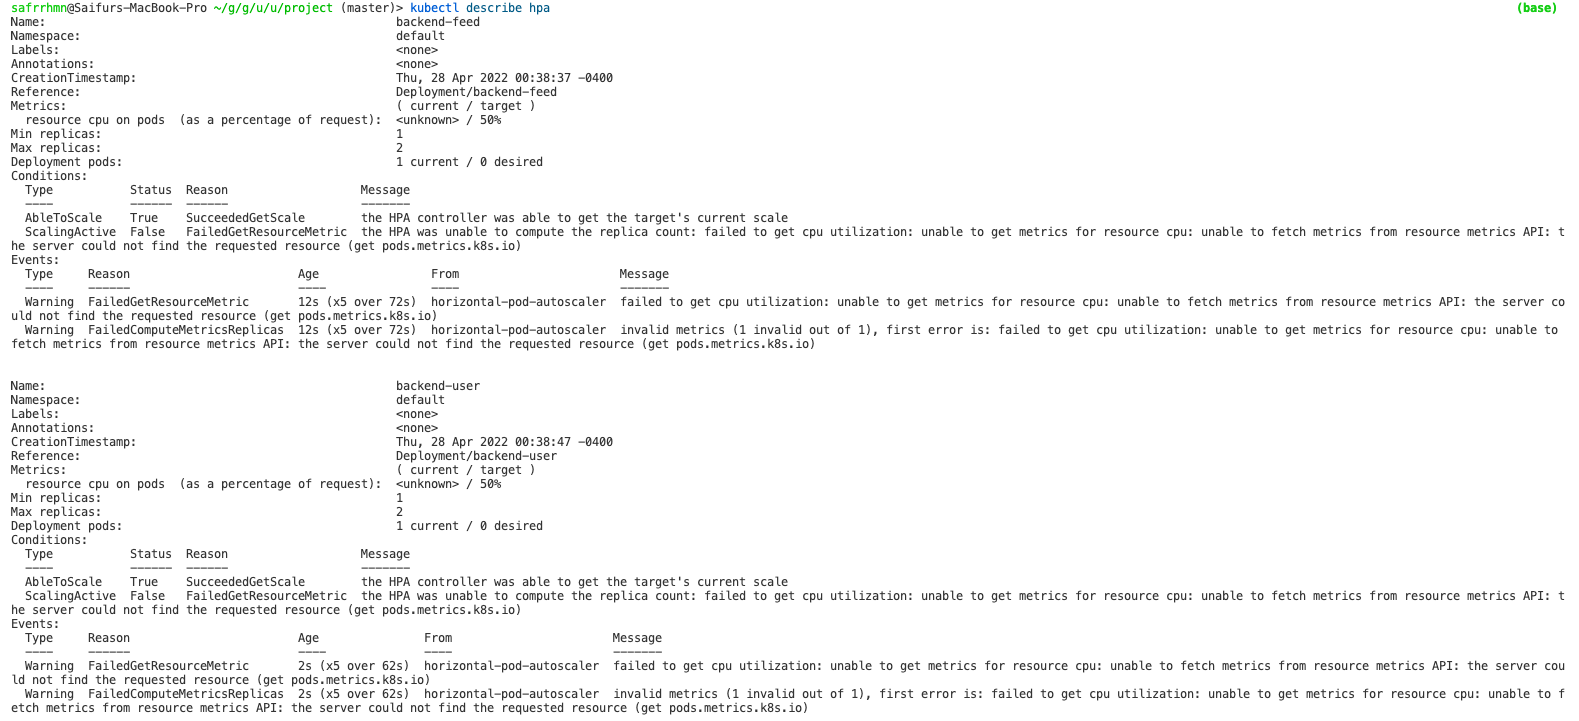 safrrhmn@Saifurs-MacBook-Pro ~/g/g/u/u/project (master)> kubectl describe hpa (base)
Name: backend-feed
Namespace: default
Labels: <none>
Annotations: <none>
CreationTimestamp: Thu, 28 Apr 2022 00:38:37 -0400
Reference: Deployment/backend-feed
Metrics: ( current / target )
resource cpu on pods (as a percentage of request): <unknown> / 50%
Min replicas: 1
Max replicas: 2
Deployment pods: 1 current / 0 desired
Conditions:
Type Status Reason Message
---- ------ ------ -------
AbleToScale True SucceededGetScale the HPA controller was able to get the target's current scale
ScalingActive False FailedGetResourceMetric the HPA was unable to compute the replica count: failed to get cpu utilization: unable to get metrics for resource cpu: unable to fetch metrics from resource metrics API: t
he server could not find the requested resource (get pods.metrics.k8s.io)
Events:
Type Reason Age From Message
---- ------ ---- ---- -------
Warning FailedGetResourceMetric 12s (x5 over 72s) horizontal-pod-autoscaler failed to get cpu utilization: unable to get metrics for resource cpu: unable to fetch metrics from resource metrics API: the server co
uld not find the requested resource (get pods.metrics.k8s.io)
Warning FailedComputeMetricsReplicas 12s (x5 over 72s) horizontal-pod-autoscaler invalid metrics (1 invalid out of 1), first error is: failed to get cpu utilization: unable to get metrics for resource cpu: unable to
fetch metrics from resource metrics API: the server could not find the requested resource (get pods.metrics.k8s.io)
Name: backend-user
Namespace: default
Labels: <none>
Annotations: <none>
CreationTimestamp: Thu, 28 Apr 2022 00:38:47 -0400
Reference: Deployment/backend-user
Metrics: ( current / target )
resource cpu on pods (as a percentage of request): <unknown> / 50%
Min replicas: 1
Max replicas: 2
Deployment pods: 1 current / 0 desired
Conditions:
Type Status Reason Message
---- ------ ------ -------
AbleToScale True SucceededGetScale the HPA controller was able to get the target's current scale
ScalingActive False FailedGetResourceMetric the HPA was unable to compute the replica count: failed to get cpu utilization: unable to get metrics for resource cpu: unable to fetch metrics from resource metrics API: t
he server could not find the requested resource (get pods.metrics.k8s.io)
Events:
Type Reason Age From Message
---- ------ ---- ---- -------
Warning FailedGetResourceMetric 2s (x5 over 62s) horizontal-pod-autoscaler failed to get cpu utilization: unable to get metrics for resource cpu: unable to fetch metrics from resource metrics API: the server cou
ld not find the requested resource (get pods.metrics.k8s.io)
Warning FailedComputeMetricsReplicas 2s (x5 over 62s) horizontal-pod-autoscaler invalid metrics (1 invalid out of 1), first error is: failed to get cpu utilization: unable to get metrics for resource cpu: unable to f
etch metrics from resource metrics API: the server could not find the requested resource (get pods.metrics.k8s.io)